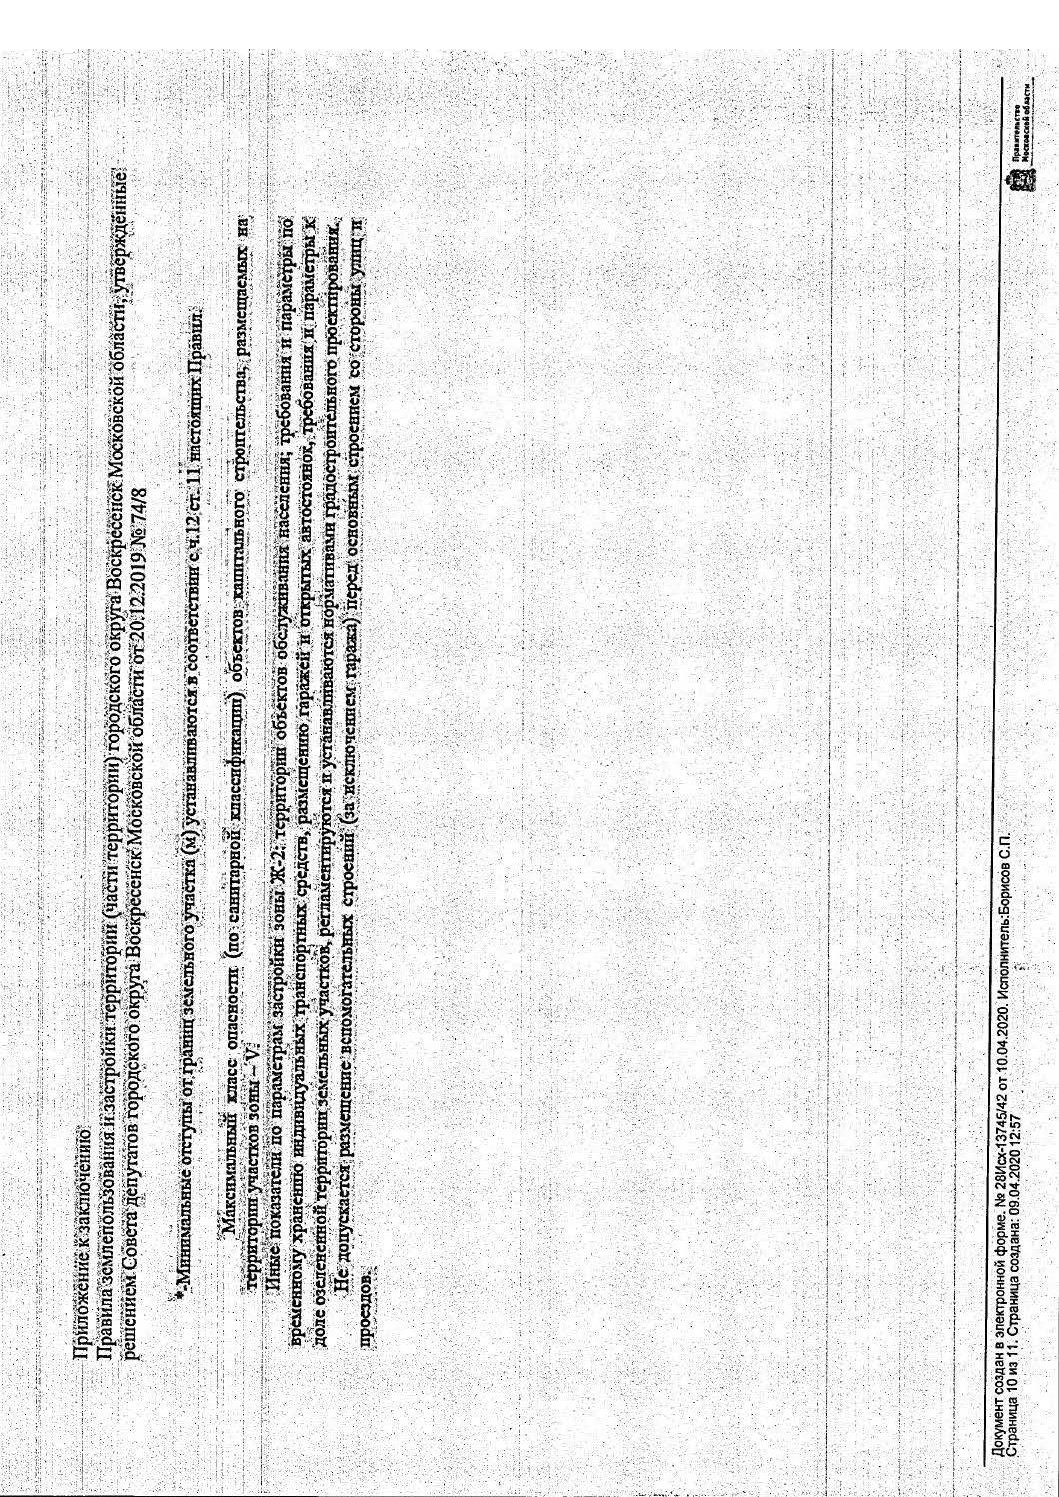 Приложение к заключению
Правила землепользования и застройки территории (части территории) городского округа Воскресенск Московской области, утвержденные
решением Совета депутатов городского округа Воскресенск Московской области от 20.12.2019 № 74/8
*-Минимальные отступы от границ земельного участка (м) устанавливаются в соответствии с ч.12 ст. 11 настоящих Правил.
Максимальный класс опасности (по санитарной классификации) объектов капитального строительства, размещаемых на
территории участков зоны – V.
Иные показатели по параметрам застройки зоны Ж-2: территории объектов обслуживания населения; требования и параметры по
временному хранению индивидуальных транспортных средств, размещению гаражей и открытых автостоянок, требования и параметры к
доле озелененной территории земельных участков, регламентируются и устанавливаются нормативами градостроительного проектирования.
Не допускается размещение вспомогательных строений (за исключением гаража) перед основным строением со стороны улиц и
проездов.
Документ создан в электронной форме. № 28Исх-13745/42 от 10.04.2020. Исполнитель:Борисов С.П.
Страница 10 из 11. Страница создана: 09.04.2020 12:57
Правительство
Московской области